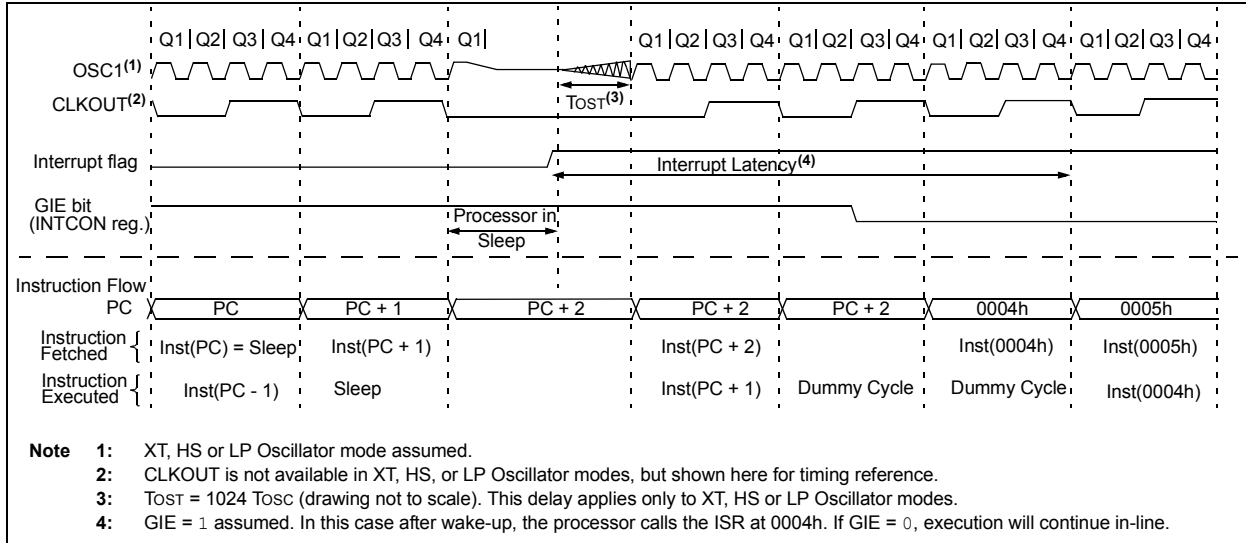 Q1| Q2| Q3| Q4 Q1| Q2| Q3| Q4 Q1| Q1| Q2| Q3| Q4 Q1| Q2| Q3| Q4 Q1| Q2| Q3| Q4 Q1| Q2| Q3| Q4
OSC1(1)
TOST(3)
CLKOUT(2)
Interrupt flag
Interrupt Latency(4)
GIE bit
(INTCON reg.)
Processor in
Sleep
Instruction Flow
PC PC PC + 1 PC + 2 PC + 2 PC + 2 0004h 0005h
Instruction
Fetched
Inst(PC) = Sleep Inst(PC + 1) Inst(PC + 2) Inst(0004h) Inst(0005h)
Instruction
Executed
Inst(PC - 1) Sleep Inst(PC + 1) Dummy Cycle Dummy Cycle Inst(0004h)
Note 1: XT, HS or LP Oscillator mode assumed.
2: CLKOUT is not available in XT, HS, or LP Oscillator modes, but shown here for timing reference.
3: TOST = 1024 TOSC (drawing not to scale). This delay applies only to XT, HS or LP Oscillator modes.
4: GIE = 1 assumed. In this case after wake-up, the processor calls the ISR at 0004h. If GIE = 0, execution will continue in-line.